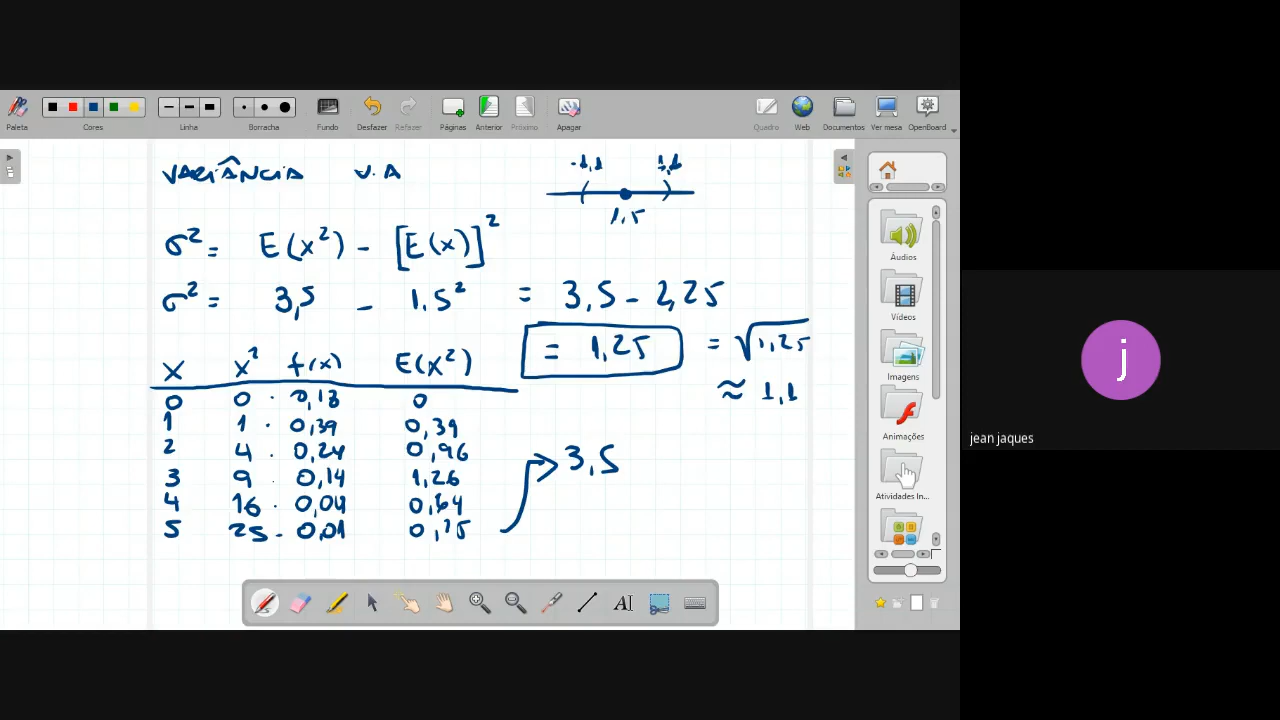 Paleta Cores Linha Borracha Fundo Desfazer Refazer Páginas Anterior Próximo Apagar Quadro Web Documentos Ver mesa OpenBoard
VARIÂNCIA V.A
-1,1 1,1
1,5
σ² = E(x²) - [E(x)]²
σ² = 3,5 - 1.5² = 3,5 - 2,25
= 1,25 = √1,25
≈ 1,1
X X² f(x) E(X²)
0 0 · 0,18 0
1 1 · 0,39 0,39
2 4 · 0,24 0,96
3 9 · 0,14 1,26
4 16 · 0,04 0,64
5 25 - 0,01 0,25
3,5
Áudios
Vídeos
Imagens
Animações
Atividades In...
AI
j
jean jaques